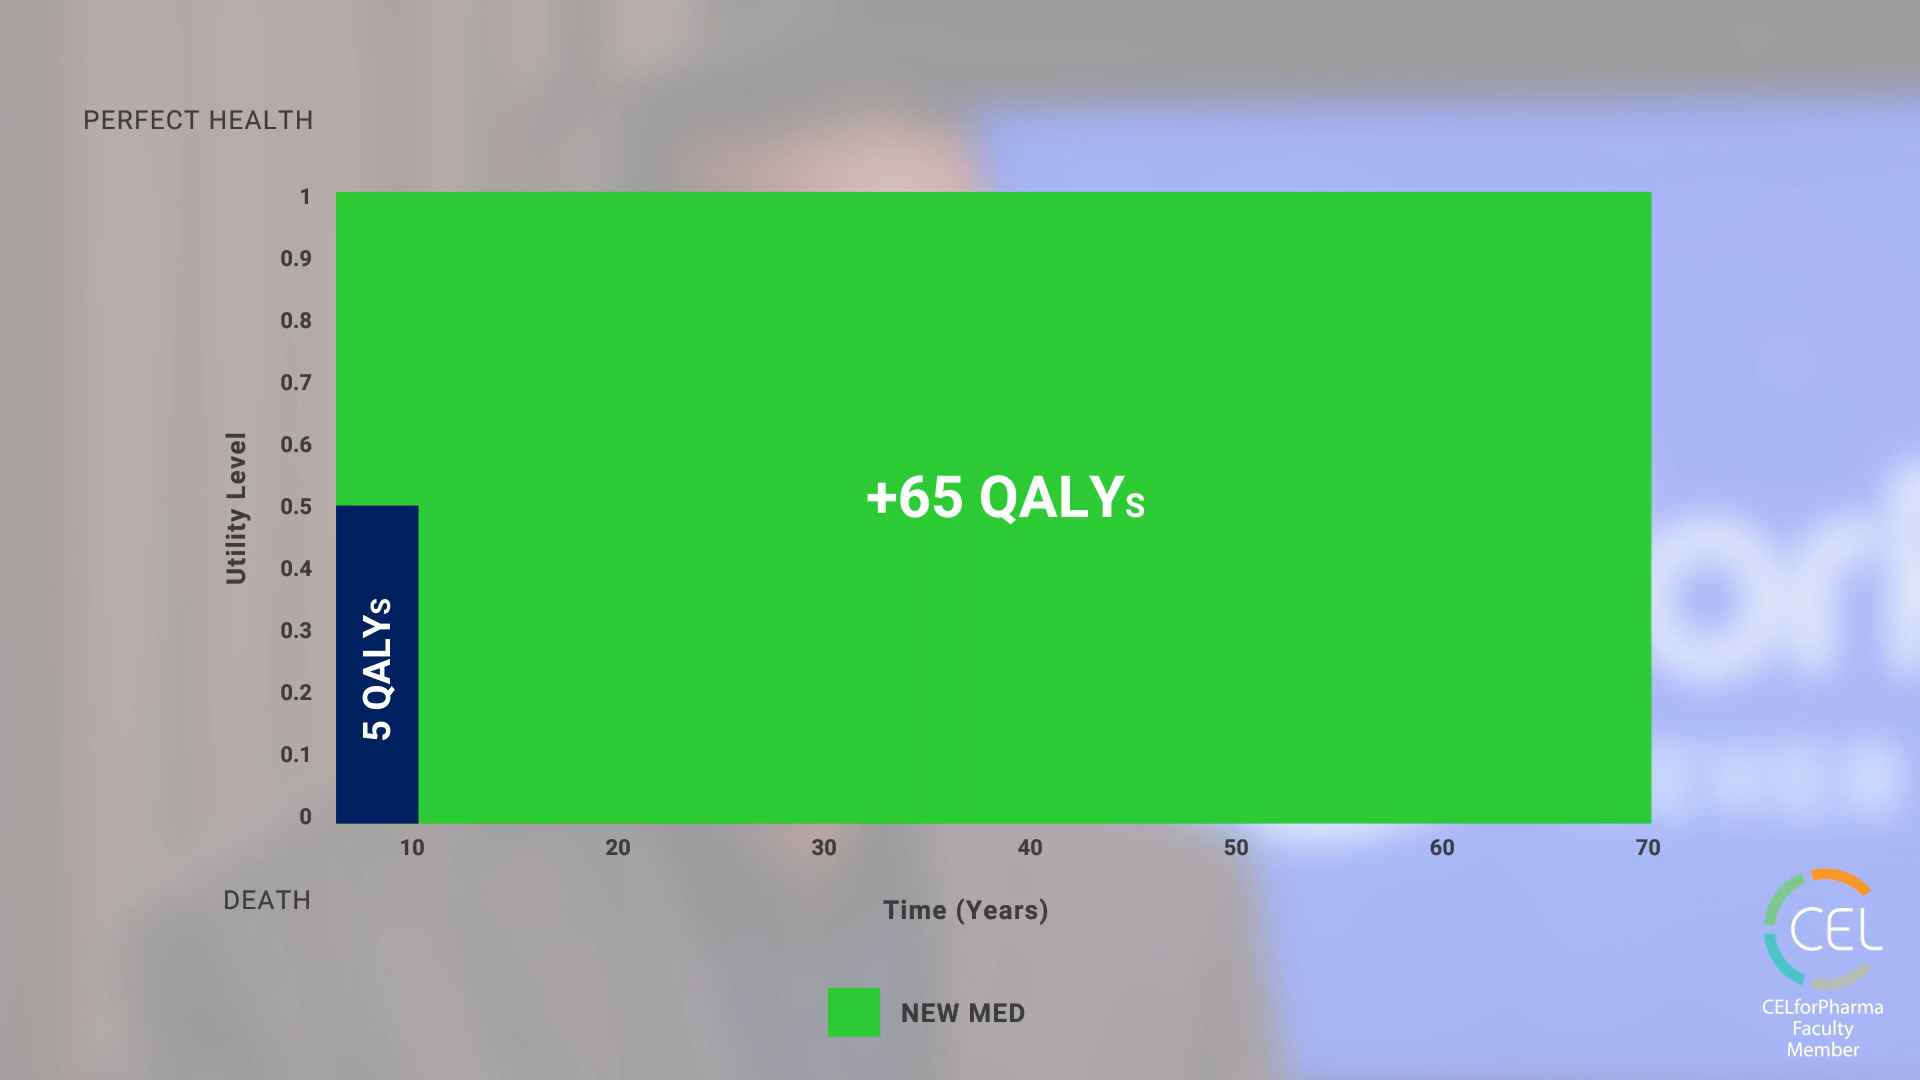 PERFECT HEALTH
1
0.9
0.8
0.7
0.6
0.5
0.4
0.3
0.2
0.1
0
Utility Level
+65 QALYs
5 QALYs
10 20 30 40 50 60 70
DEATH
Time (Years)
NEW MED
CEL
CELforPharma
Faculty
Member